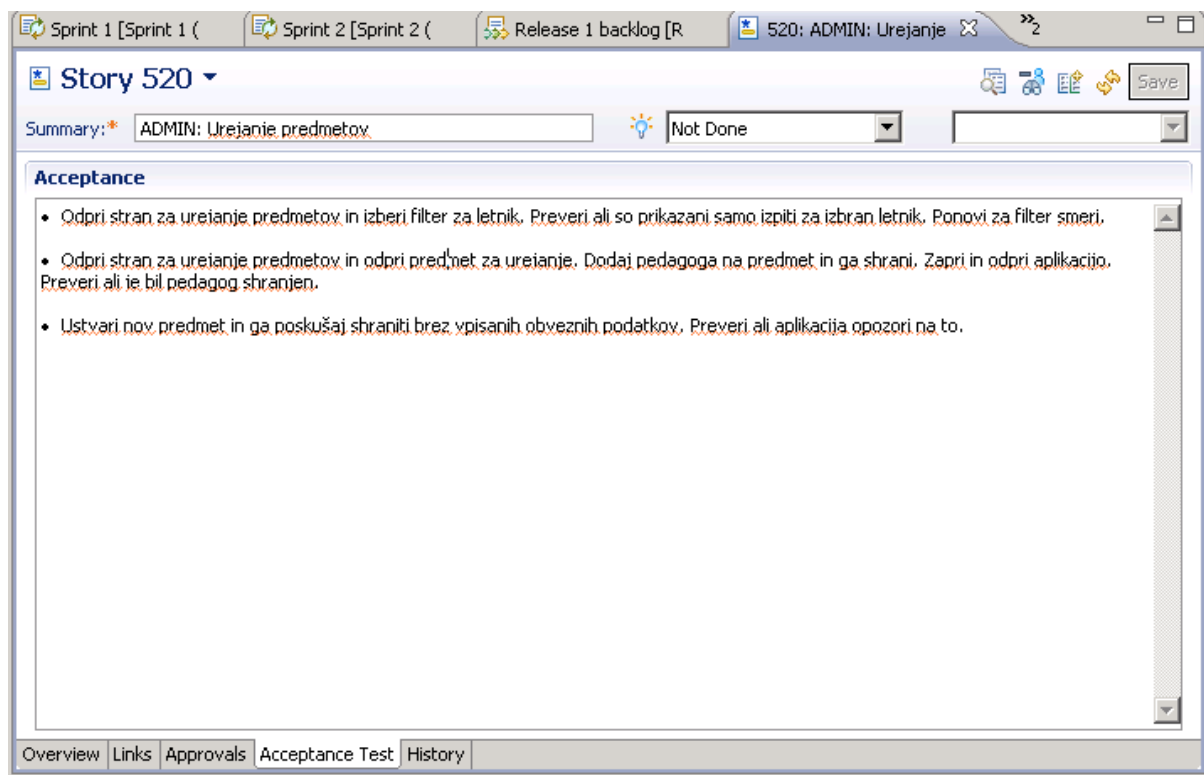 Sprint 1 [Sprint 1 (
Sprint 2 [Sprint 2 (
Release 1 backlog [R
520: ADMIN: Urejanje
»2
Story 520
Save
Summary:*
ADMIN: Urejanje predmetov
Not Done
Acceptance
• Odpri stran za urejanje predmetov in izberi filter za letnik. Preveri ali so prikazani samo izpiti za izbran letnik. Ponovi za filter smeri.
• Odpri stran za urejanje predmetov in odpri predmet za urejanje. Dodaj pedagoga na predmet in ga shrani. Zapri in odpri aplikacijo.
Preveri ali je bil pedagog shranjen.
• Ustvari nov predmet in ga poskušaj shraniti brez vpisanih obveznih podatkov. Preveri ali aplikacija opozori na to.
Overview Links Approvals Acceptance Test History